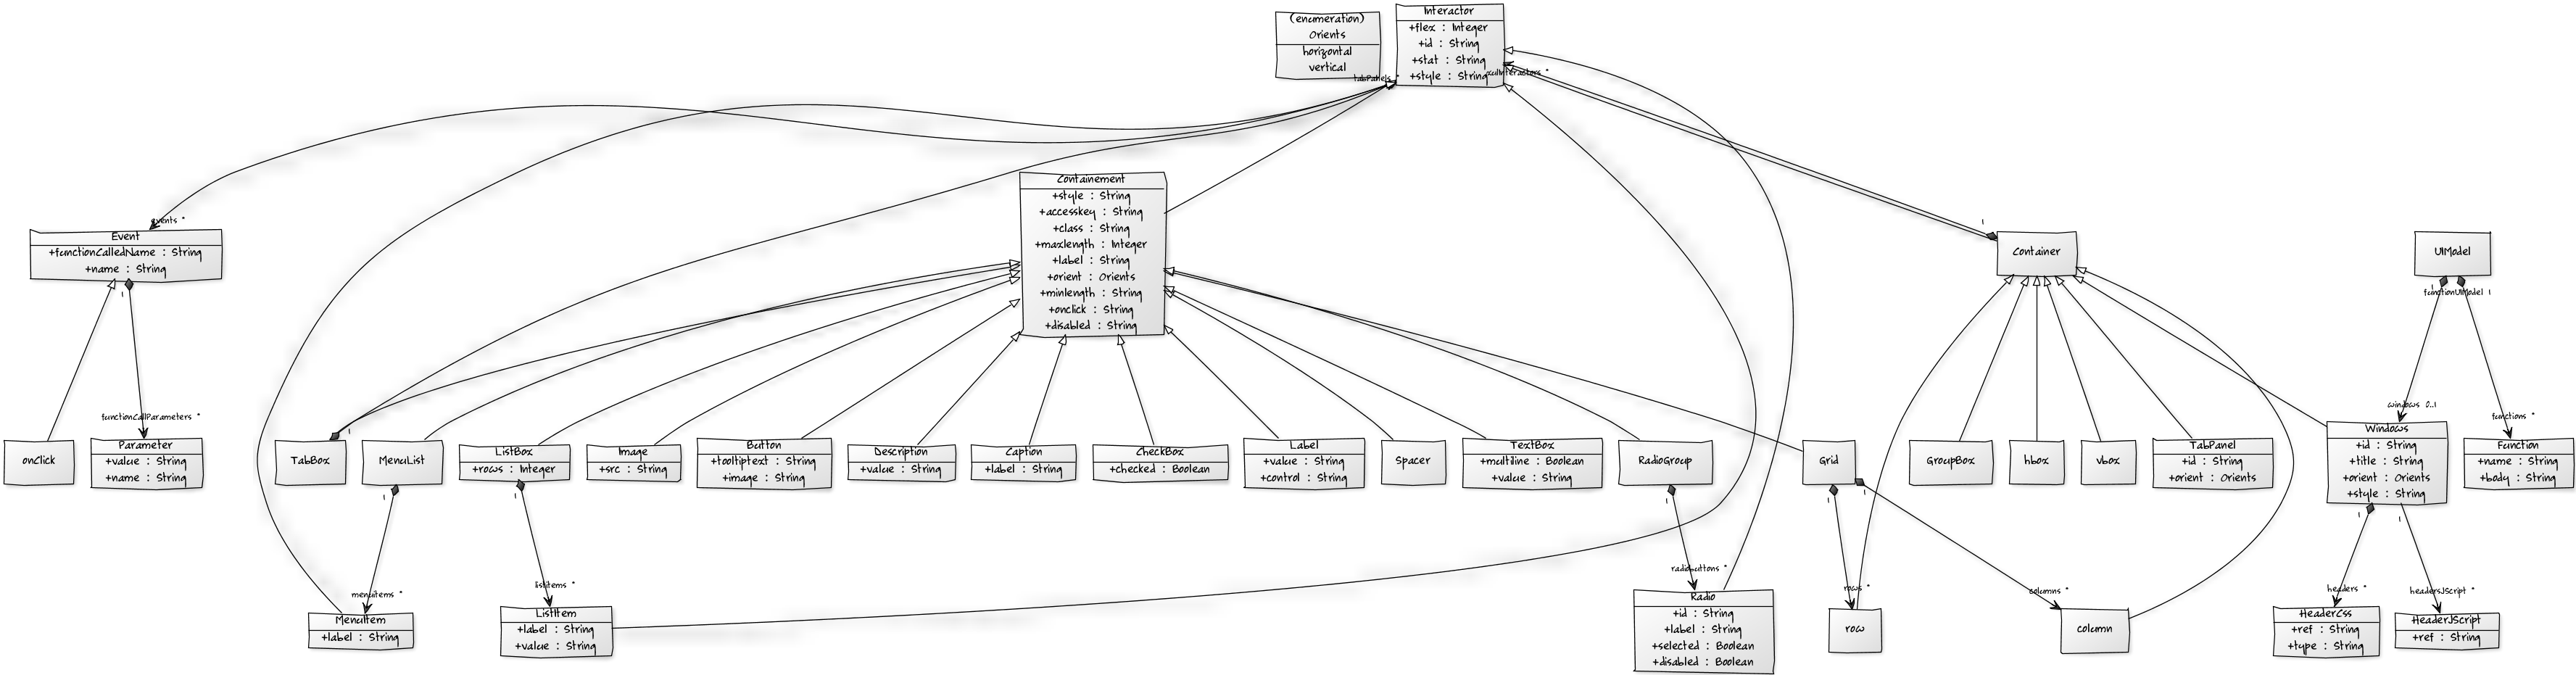 (enumeration)
Orients
horizontal
vertical
Interactor
+flex : Integer
+id : String
+stat : String
+style : String
tabPanels *
xulInteractors *
Containement
+style : String
+accesskey : String
+class : String
+maxlength : Integer
+label : String
+orient : Orients
+minlength : String
+onclick : String
+disabled : String
events *
Event
+functionCalledName : String
+name : String
1
1
Container
UIModel
1
functionUIModel 1
functionCallParameters *
windows 0..1
functions *
onClick
Parameter
+value : String
+name : String
TabBox
1
MenuList
1
ListBox
+rows : Integer
1
Image
+src : String
Button
+tooltiptext : String
+image : String
Description
+value : String
Caption
+label : String
CheckBox
+checked : Boolean
Label
+value : String
+control : String
Spacer
TextBox
+multiline : Boolean
+value : String
RadioGroup
1
Grid
1
1
GroupBox
hbox
vbox
TabPanel
+id : String
+orient : Orients
Windows
+id : String
+title : String
+orient : Orients
+style : String
1
1
Function
+name : String
+body : String
menuitems *
MenuItem
+label : String
listitems *
ListItem
+label : String
+value : String
radiobuttons *
Radio
+id : String
+label : String
+selected : Boolean
+disabled : Boolean
rows *
row
columns *
column
headers *
HeaderCss
+ref : String
+type : String
headersJScript *
HeaderJScript
+ref : String